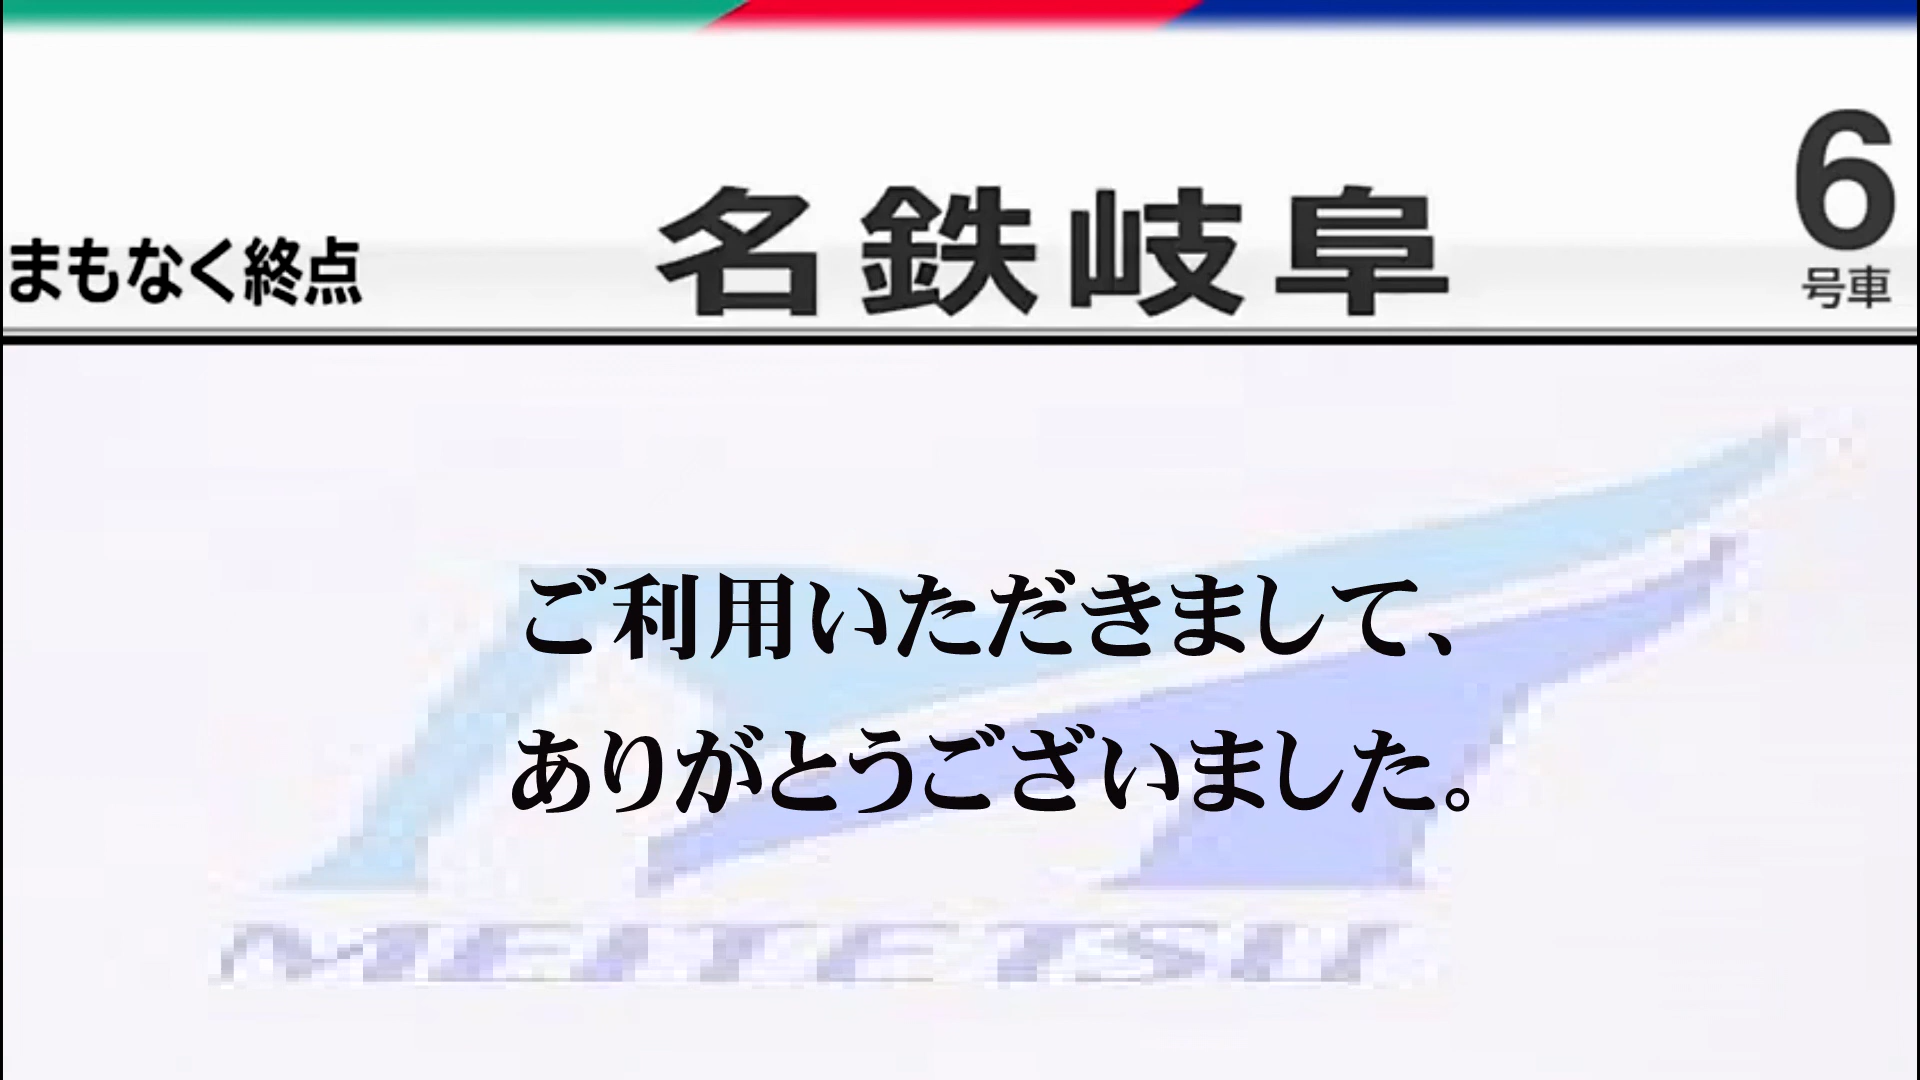 まもなく終点
名鉄岐阜
6
号車
ご利用いただきまして、
ありがとうございました。
MEITETSU